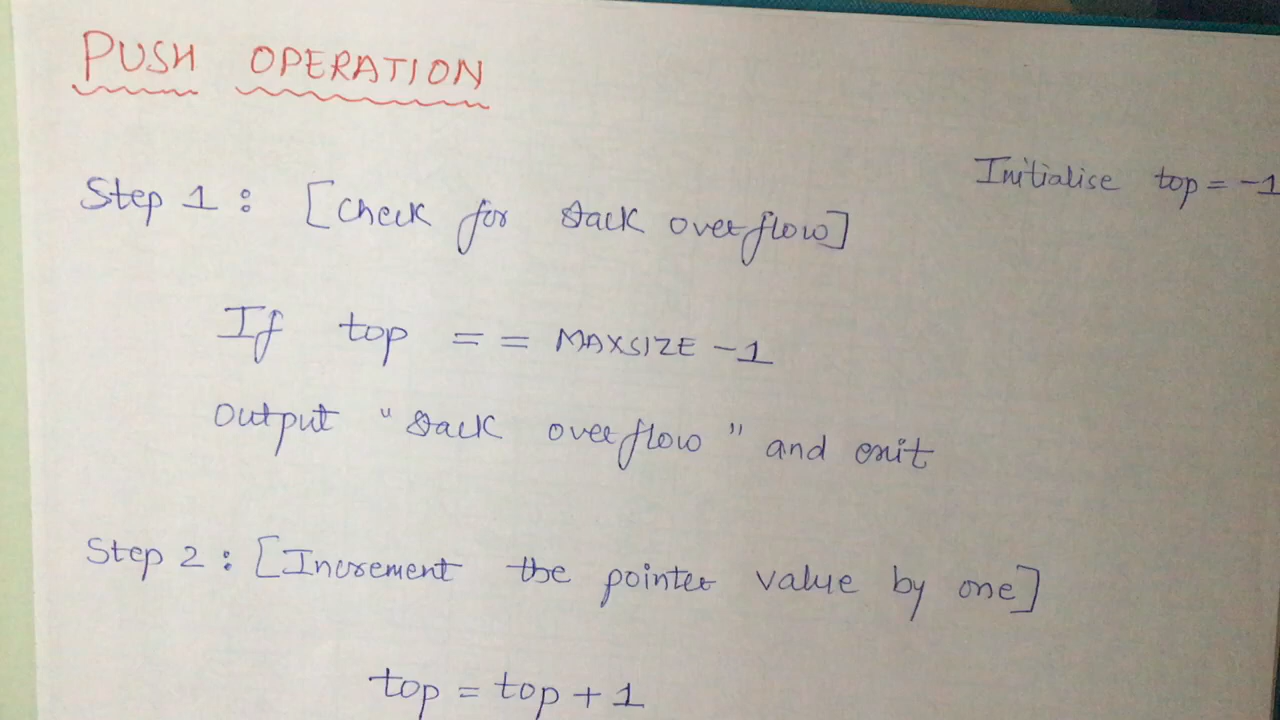 PUSH OPERATION
Initialise top = -1
Step 1 : [Check for stack overflow]
If top == MAXSIZE -1
Output "stack overflow" and exit
Step 2 : [Increment the pointer value by one]
top = top + 1